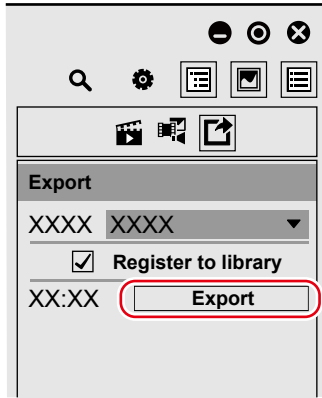 Export
XXXX XXXX
Register to library
XX:XX Export